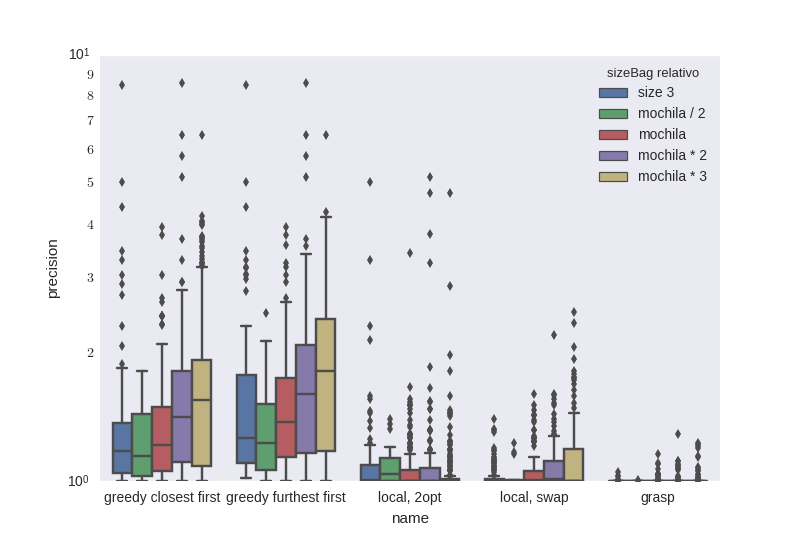 10¹
9
8
7
6
5
4
3
2
10⁰
precision
sizeBag relativo
size 3
mochila / 2
mochila
mochila * 2
mochila * 3
greedy closest first greedy furthest first local, 2opt local, swap grasp
name